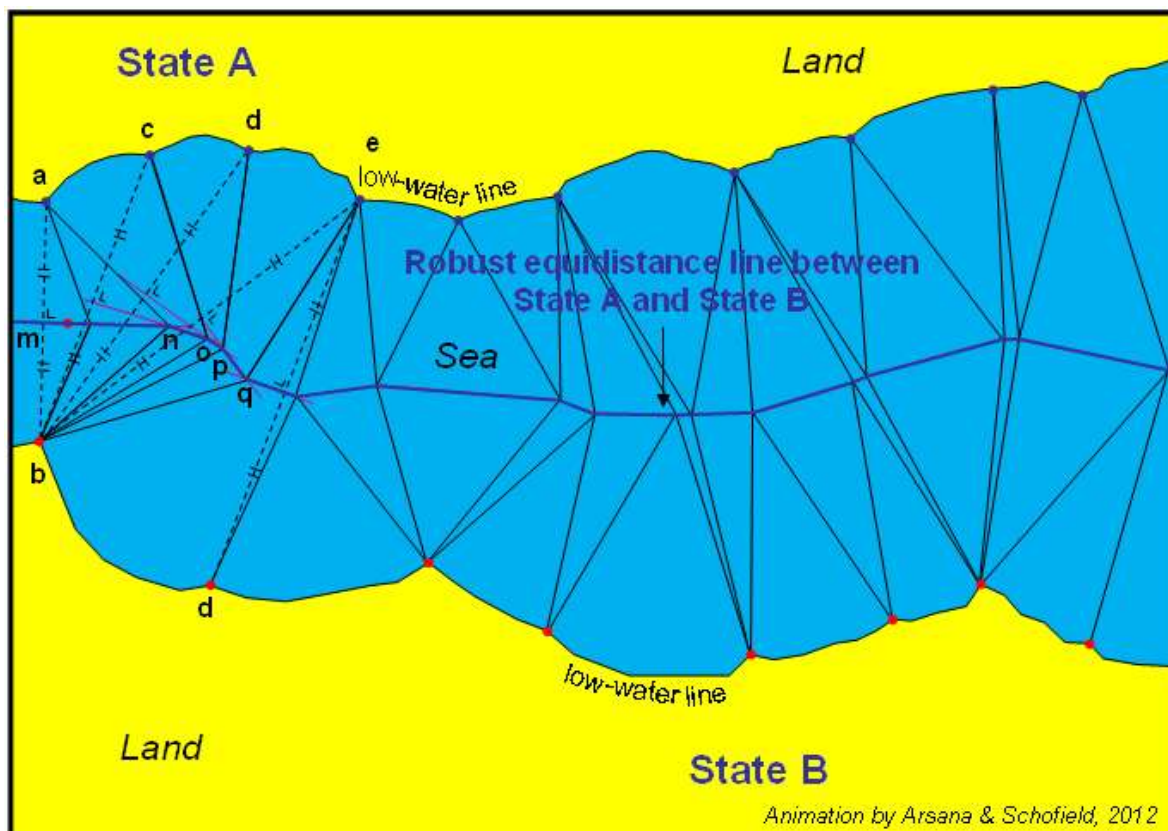 State A
Land
c
d
a
e
low-water line
Robust equidistance line between
State A and State B
m
n
o
Sea
p
q
b
d
low-water line
Land
State B
Animation by Arsana & Schofield, 2012